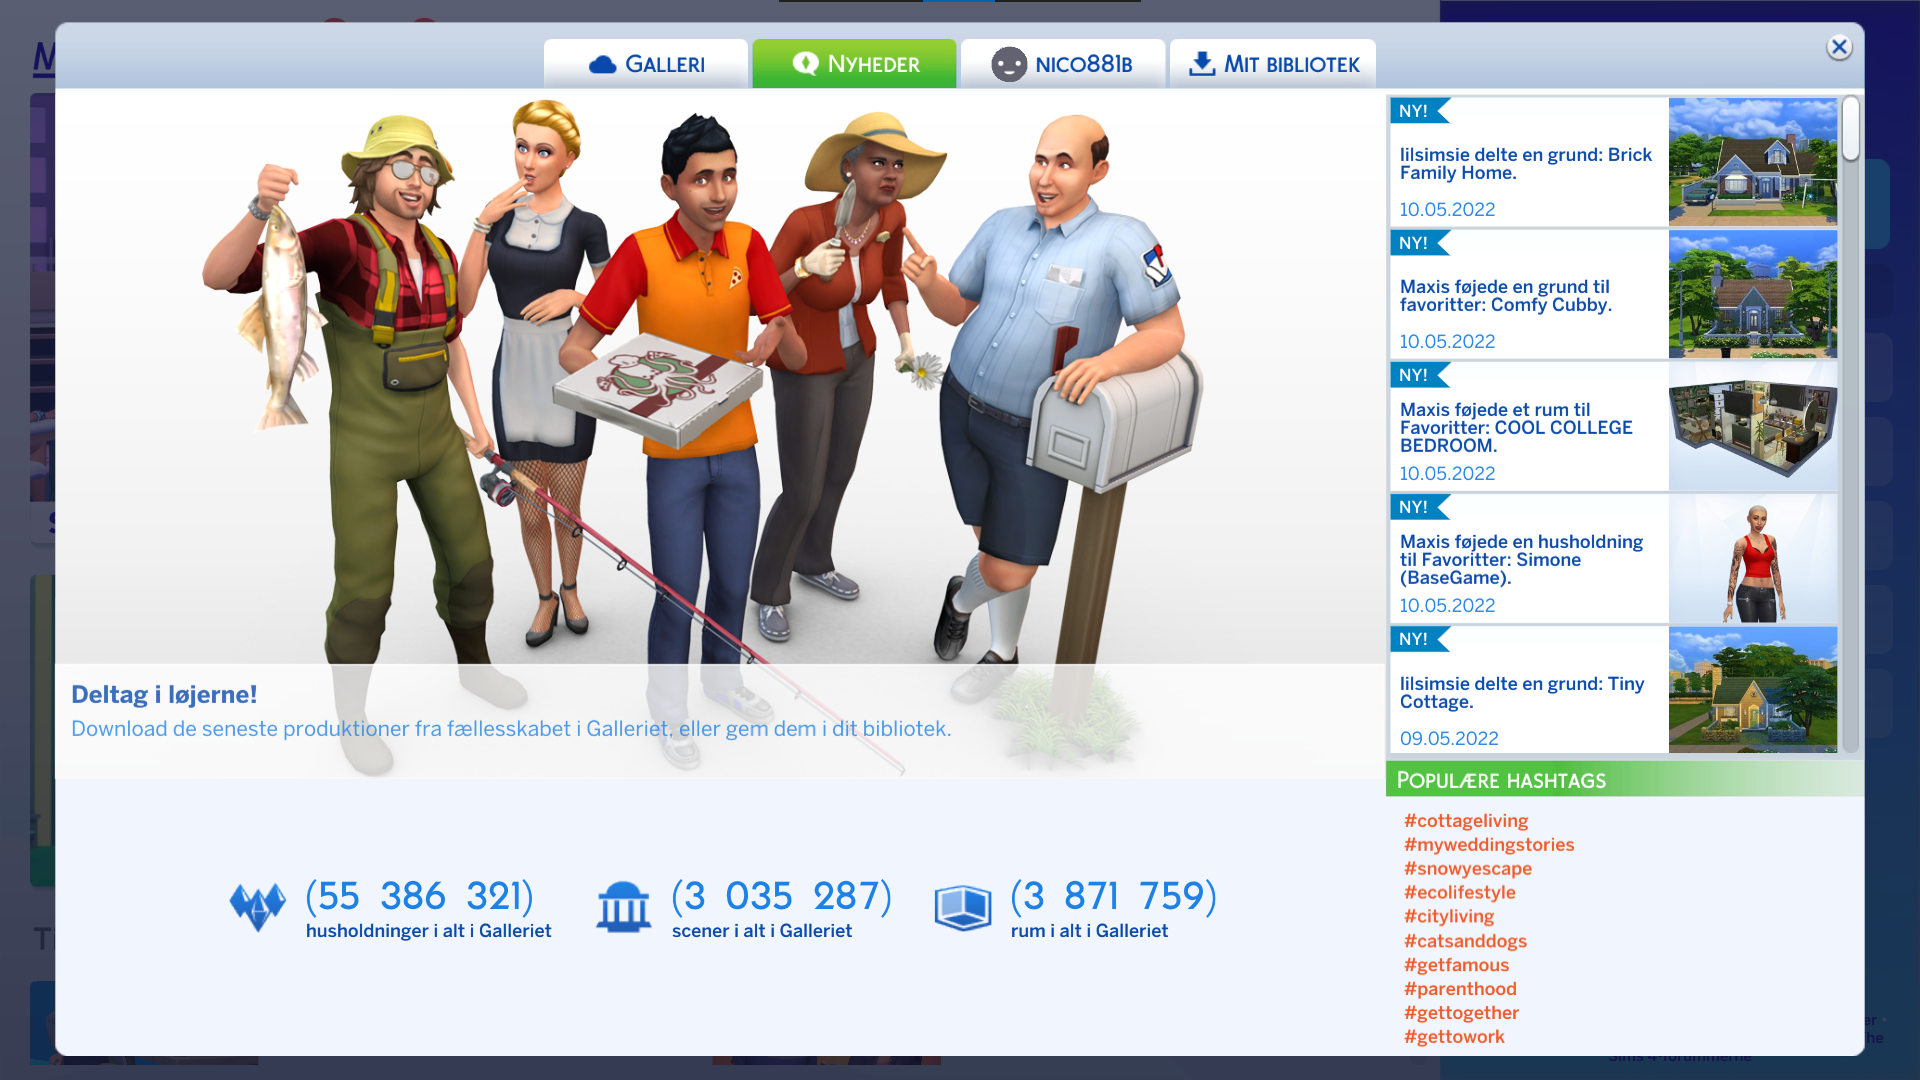 GALLERI
NYHEDER
NICO881B
MIT BIBLIOTEK
NY!
lilsimsie delte en grund: Brick
Family Home.
10.05.2022
NY!
Maxis føjede en grund til
favoritter: Comfy Cubby.
10.05.2022
NY!
Maxis føjede et rum til
Favoritter: COOL COLLEGE
BEDROOM.
10.05.2022
NY!
Maxis føjede en husholdning
til Favoritter: Simone
(BaseGame).
10.05.2022
NY!
lilsimsie delte en grund: Tiny
Cottage.
09.05.2022
Deltag i løjerne!
Download de seneste produktioner fra fællesskabet i Galleriet, eller gem dem i dit bibliotek.
(55 386 321)
husholdninger i alt i Galleriet
(3 035 287)
scener i alt i Galleriet
(3 871 759)
rum i alt i Galleriet
POPULÆRE HASHTAGS
#cottageliving
#myweddingstories
#snowyescape
#ecolifestyle
#cityliving
#catsanddogs
#getfamous
#parenthood
#gettogether
#gettowork